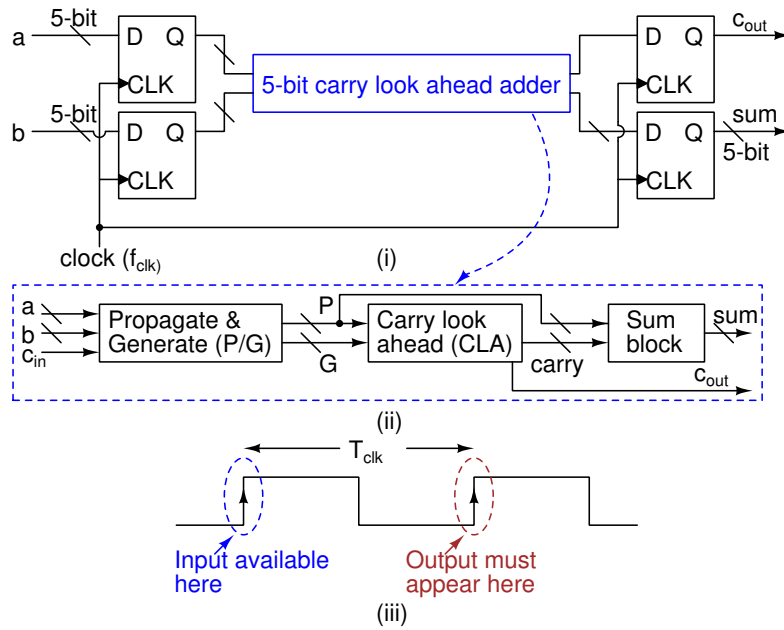 a 5-bit D Q CLK
b 5-bit D Q CLK
5-bit carry look ahead adder
D Q CLK c_out
D Q CLK sum 5-bit
clock (f_clk)
(i)
a
b
c_in
Propagate &
Generate (P/G)
P
G
Carry look
ahead (CLA)
carry
Sum
block
sum
c_out
(ii)
T_clk
Input available
here
Output must
appear here
(iii)